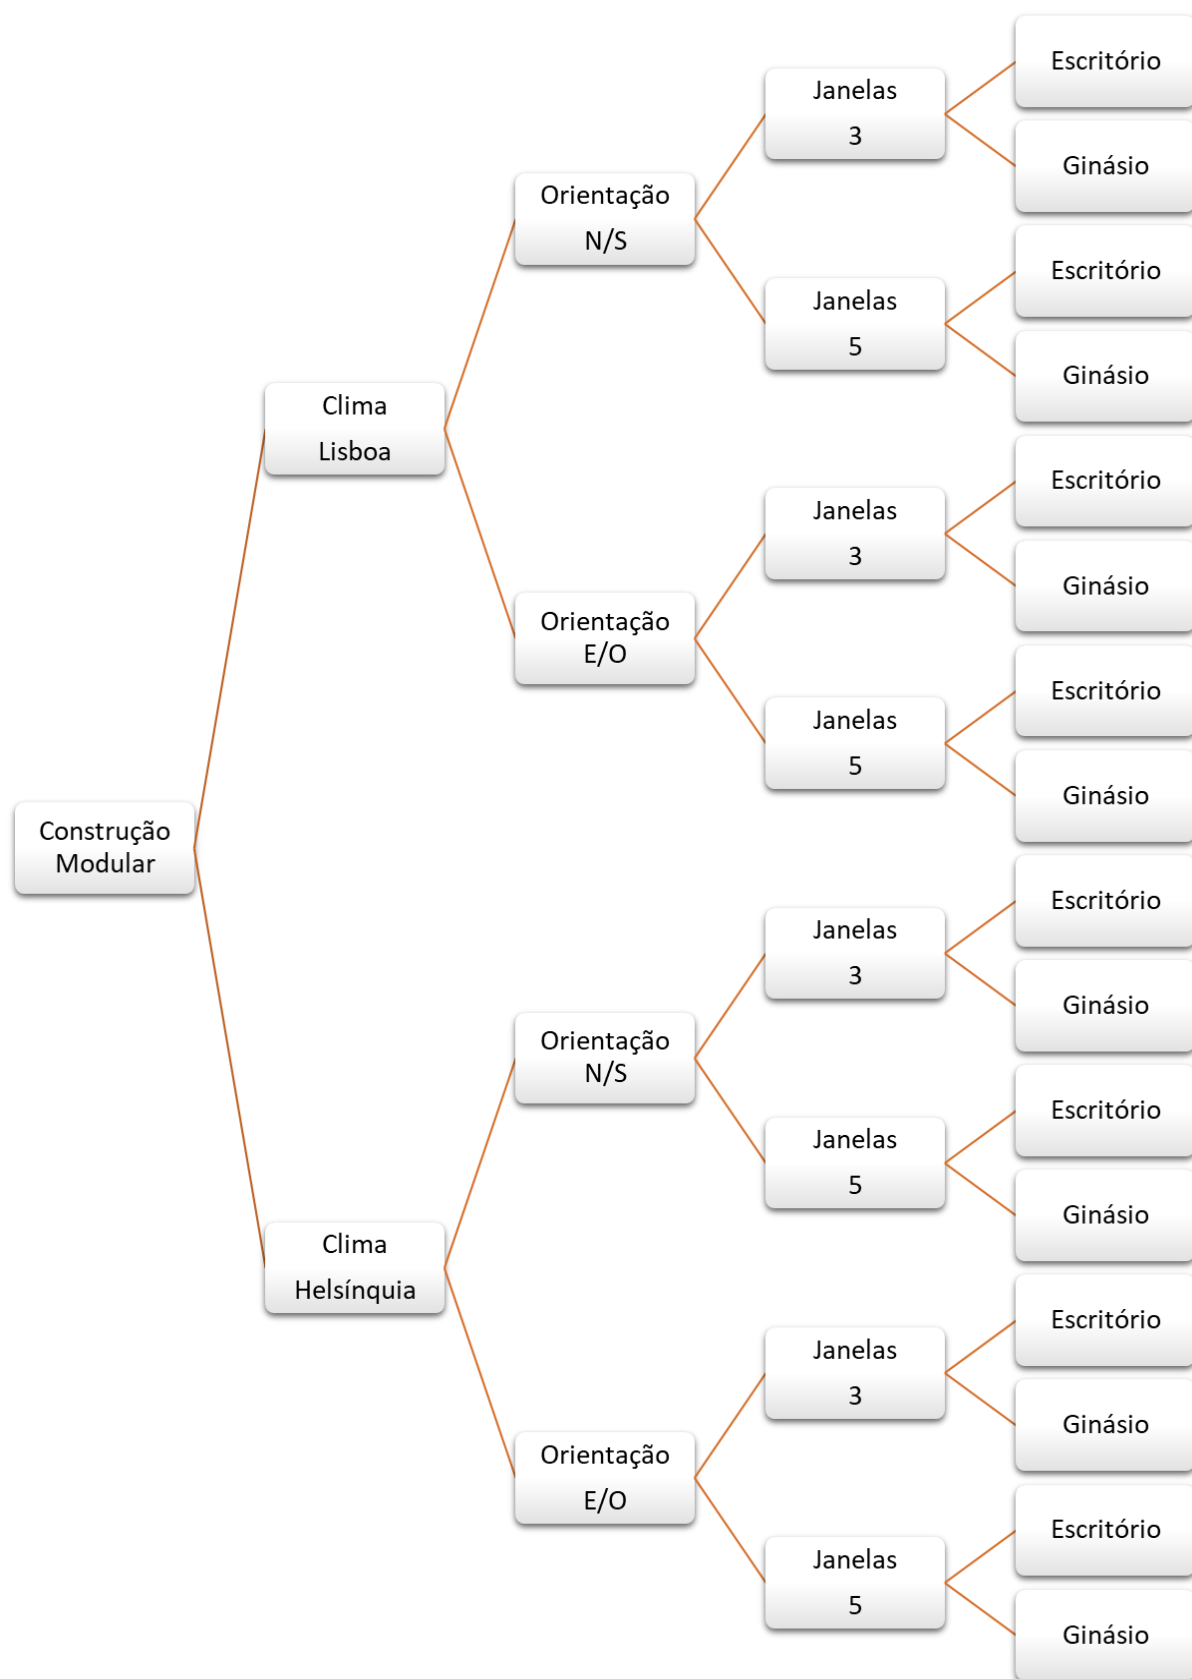 Construção
Modular
Clima
Lisboa
Orientação
N/S
Janelas
3
Escritório
Ginásio
Janelas
5
Escritório
Ginásio
Orientação
E/O
Janelas
3
Escritório
Ginásio
Janelas
5
Escritório
Ginásio
Clima
Helsínquia
Orientação
N/S
Janelas
3
Escritório
Ginásio
Janelas
5
Escritório
Ginásio
Orientação
E/O
Janelas
3
Escritório
Ginásio
Janelas
5
Escritório
Ginásio